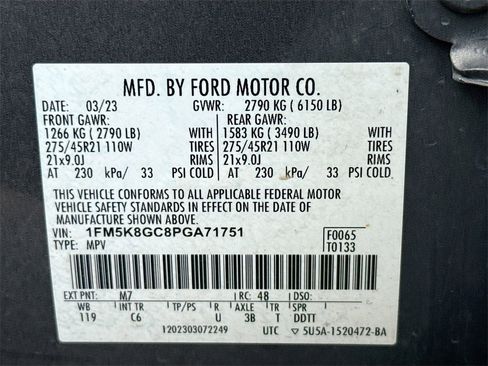 MFD. BY FORD MOTOR CO.
DATE: 03/23 GVWR: 2790 KG ( 6150 LB)
FRONT GAWR: REAR GAWR:
1266 KG ( 2790 LB) WITH 1583 KG ( 3490 LB) WITH
275/45R21 110W TIRES 275/45R21 110W TIRES
21x9.0J RIMS 21x9.0J RIMS
AT 230 kPa/ 33 PSI COLD AT 230 kPa/ 33 PSI COLD
THIS VEHICLE CONFORMS TO ALL APPLICABLE FEDERAL MOTOR
VEHICLE SAFETY STANDARDS IN EFFECT ON THE DATE OF
MANUFACTURE SHOWN ABOVE.
VIN: 1FM5K8GC8PGA71751 F0065
TYPE: MPV T0133
EXT PNT: M7 RC: 48 DSO:
WB INT TR TP/PS R AXLE TR SPR
119 C6 U 3B T DDTT
1202303072249 UTC 5U5A-1520472-BA